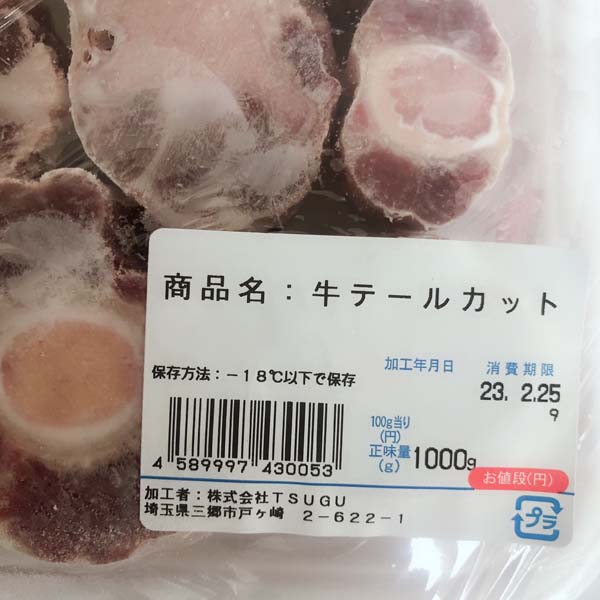 商品名：牛テールカット
加工年月日 消費期限
23. 2.25
9
保存方法：－１８℃以下で保存
100g当り
(円)
正味量
(g)
1000g
お値段(円)
4 589997 430053
加工者：株式会社ＴＳＵＧＵ
埼玉県三郷市戸ヶ崎 ２－６２２－１
プラ